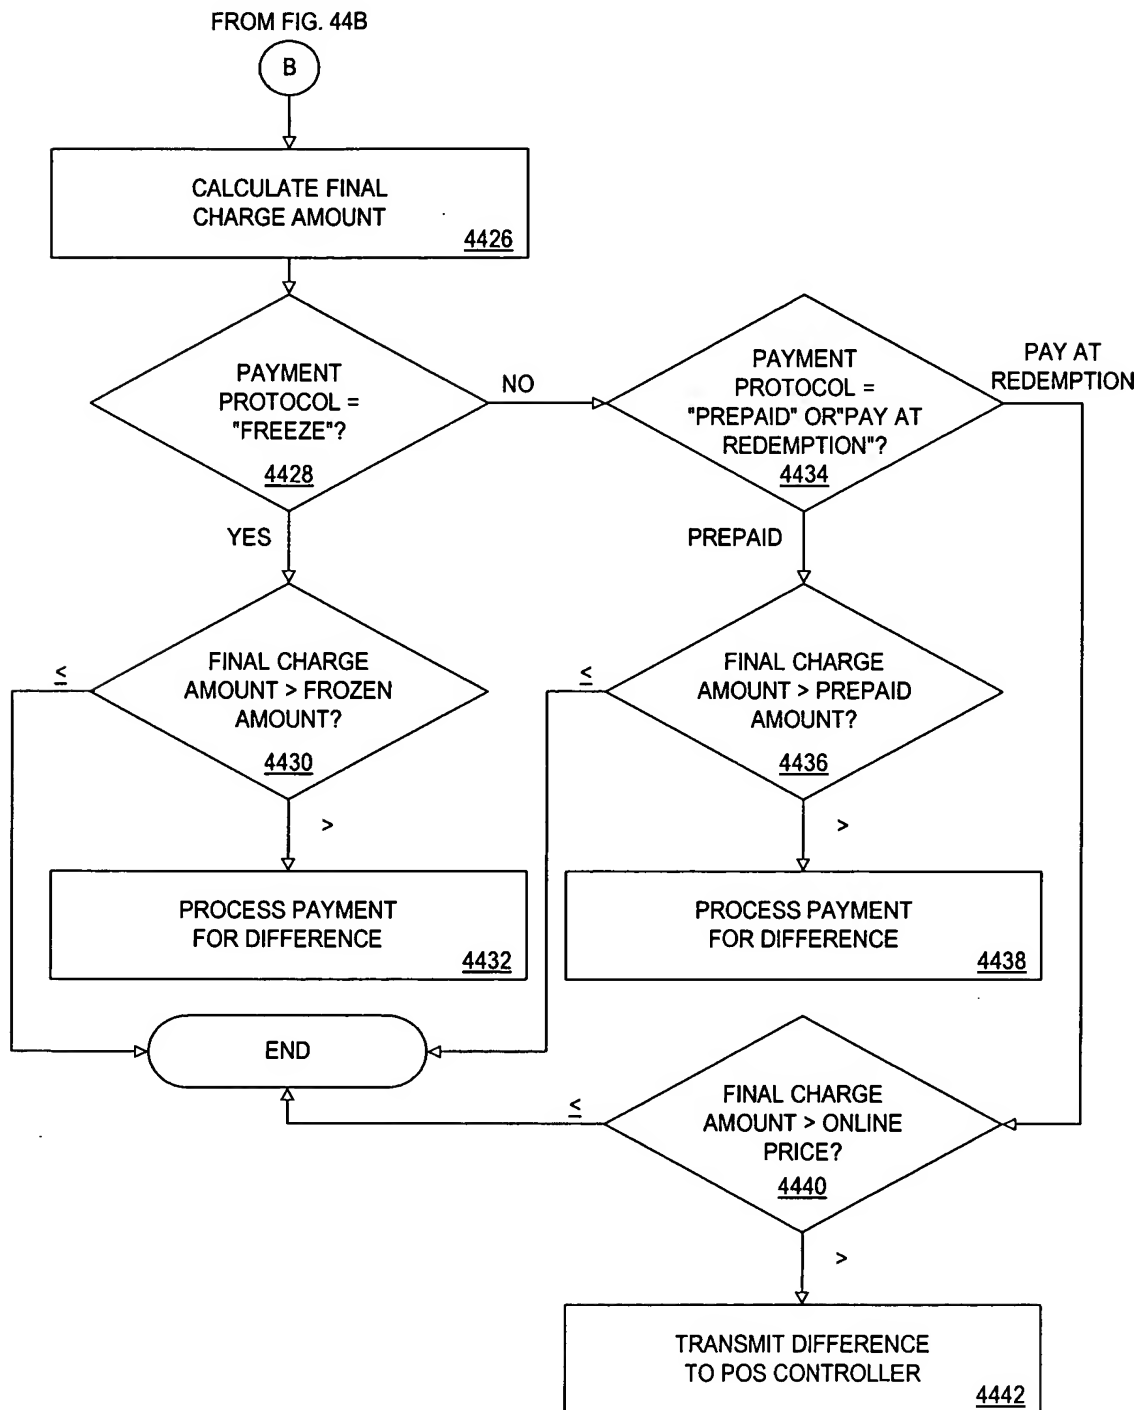 FROM FIG. 44B
B
CALCULATE FINAL
CHARGE AMOUNT
4426
PAYMENT
PROTOCOL =
"FREEZE"?
4428
NO
PAYMENT
PROTOCOL =
"PREPAID" OR"PAY AT
REDEMPTION"?
4434
PAY AT
REDEMPTION
YES
PREPAID
≤
FINAL CHARGE
AMOUNT > FROZEN
AMOUNT?
4430
≤
FINAL CHARGE
AMOUNT > PREPAID
AMOUNT?
4436
>
>
PROCESS PAYMENT
FOR DIFFERENCE
4432
PROCESS PAYMENT
FOR DIFFERENCE
4438
END
≤
FINAL CHARGE
AMOUNT > ONLINE
PRICE?
4440
>
TRANSMIT DIFFERENCE
TO POS CONTROLLER
4442